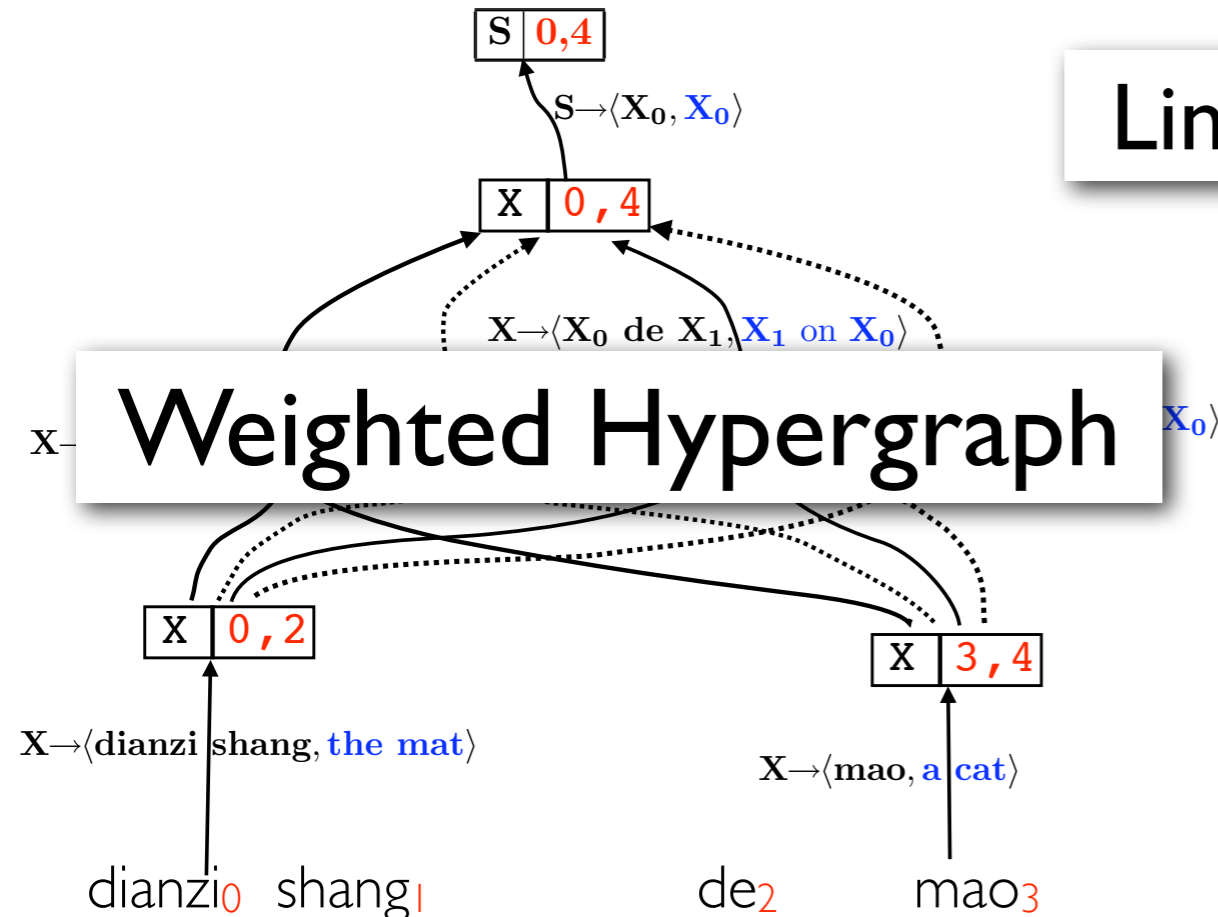 S 0,4
S→⟨X₀, X₀⟩
Lin
X 0,4
X→⟨X₀ de X₁, X₁ on X₀⟩
Weighted Hypergraph
X→
X₀⟩
X 0,2
X 3,4
X→⟨dianzi shang, the mat⟩
X→⟨mao, a cat⟩
dianzi₀ shang₁ de₂ mao₃